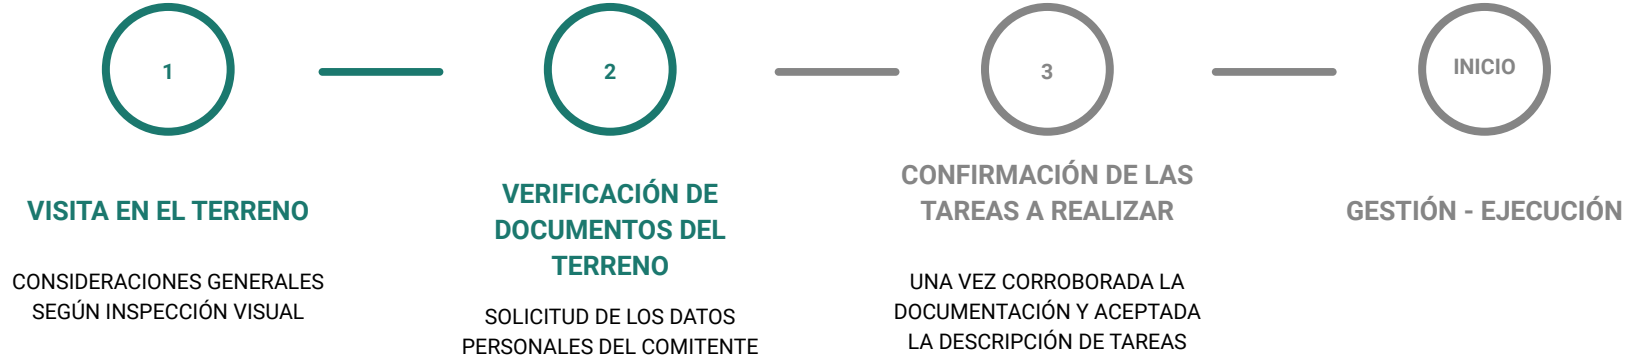 1
VISITA EN EL TERRENO
CONSIDERACIONES GENERALES
SEGÚN INSPECCIÓN VISUAL
2
VERIFICACIÓN DE
DOCUMENTOS DEL
TERRENO
SOLICITUD DE LOS DATOS
PERSONALES DEL COMITENTE
3
CONFIRMACIÓN DE LAS
TAREAS A REALIZAR
UNA VEZ CORROBORADA LA
DOCUMENTACIÓN Y ACEPTADA
LA DESCRIPCIÓN DE TAREAS
INICIO
GESTIÓN - EJECUCIÓN